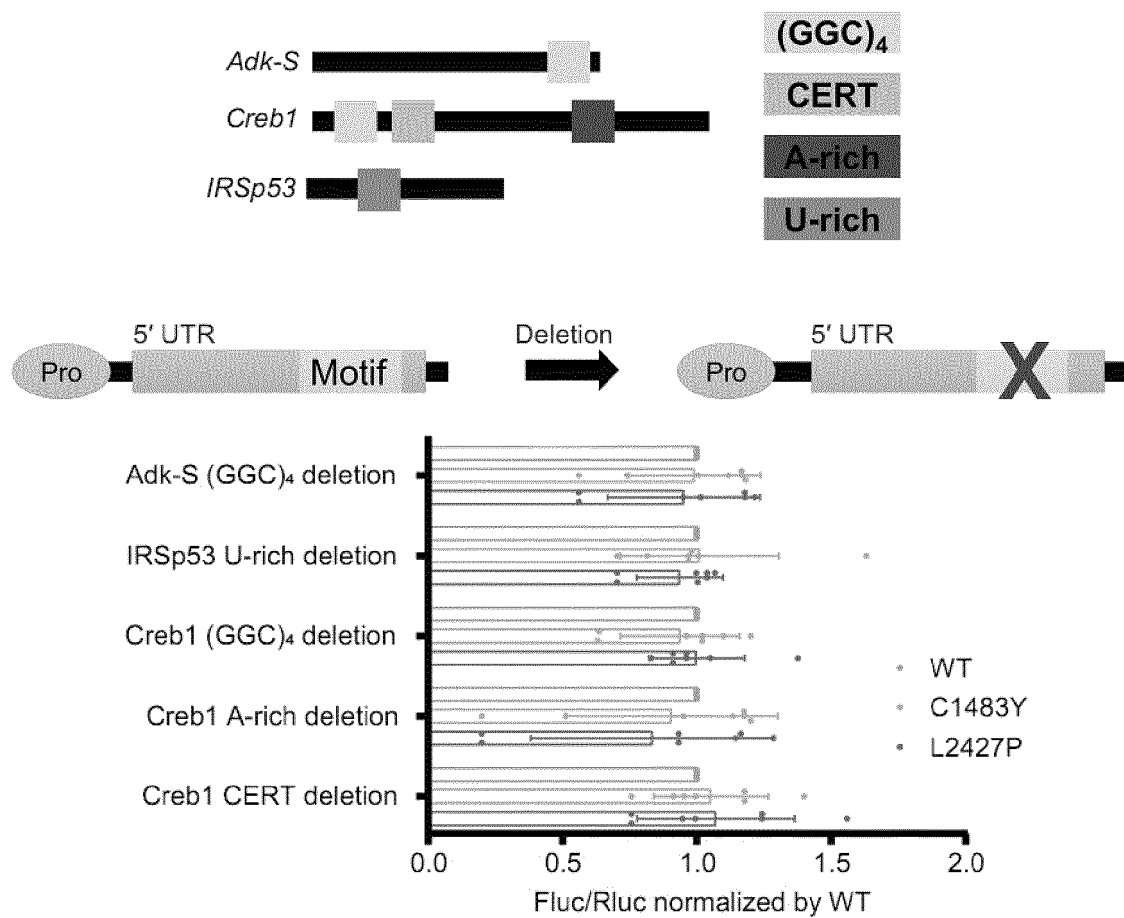 Adk-S
Creb1
IRSp53
(GGC)₄
CERT
A-rich
U-rich
5′ UTR
Pro
Motif
Deletion
5′ UTR
Pro
X
Adk-S (GGC)₄ deletion
IRSp53 U-rich deletion
Creb1 (GGC)₄ deletion
Creb1 A-rich deletion
Creb1 CERT deletion
WT
C1483Y
L2427P
0.0 0.5 1.0 1.5 2.0
Fluc/Rluc normalized by WT